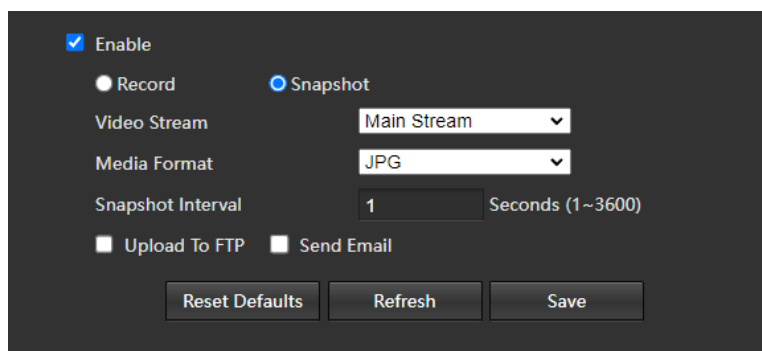 Enable
Record Snapshot
Video Stream Main Stream
Media Format JPG
Snapshot Interval 1 Seconds (1~3600)
Upload To FTP Send Email
Reset Defaults Refresh Save